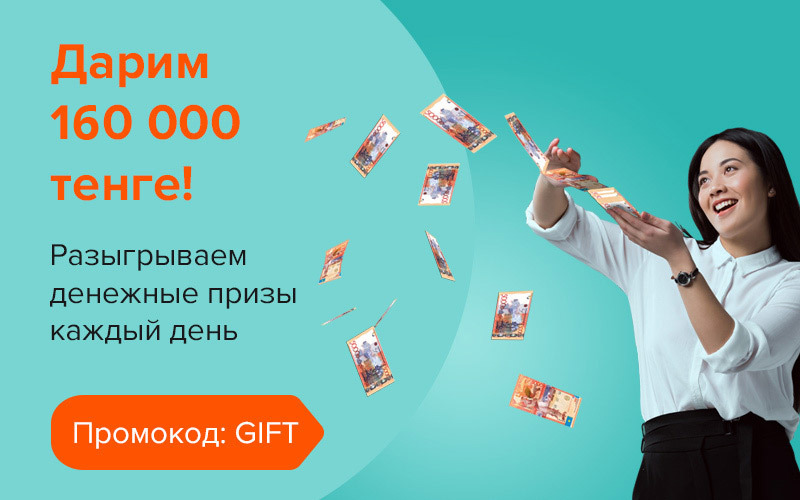 Дарим
160 000
тенге!
Разыгрываем
денежные призы
каждый день
Промокод: GIFT